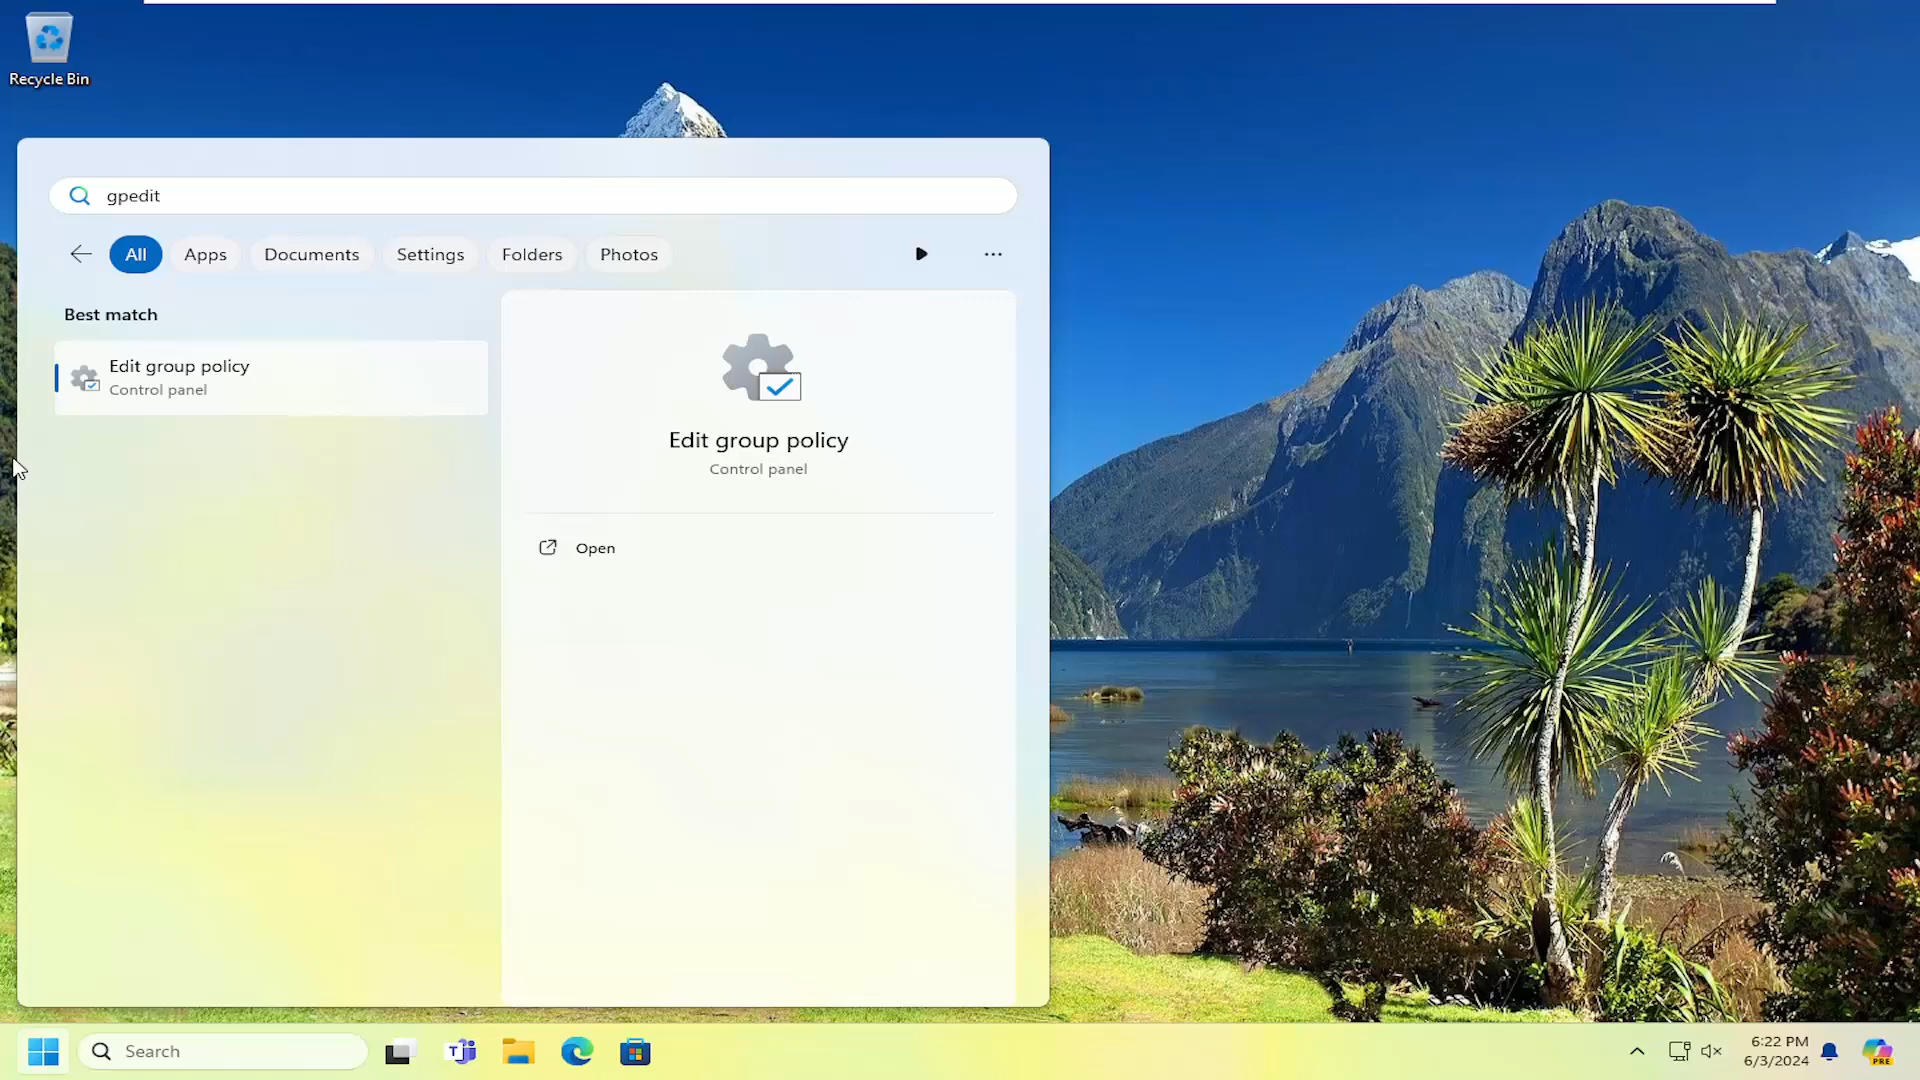 Recycle Bin
gpedit
All Apps Documents Settings Folders Photos
Best match
Edit group policy
Control panel
Edit group policy
Control panel
Open
Search
6:22 PM
6/3/2024
PRE